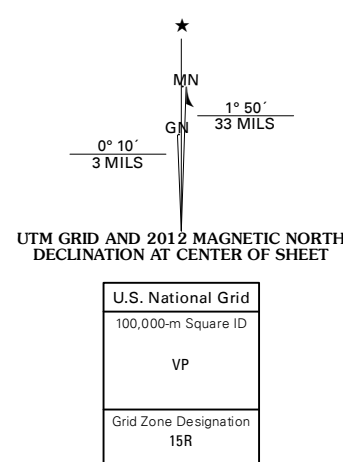 ★
MN
1° 50´
33 MILS
GN
0° 10´
3 MILS
UTM GRID AND 2012 MAGNETIC NORTH
DECLINATION AT CENTER OF SHEET
U.S. National Grid
100,000-m Square ID
VP
Grid Zone Designation
15R